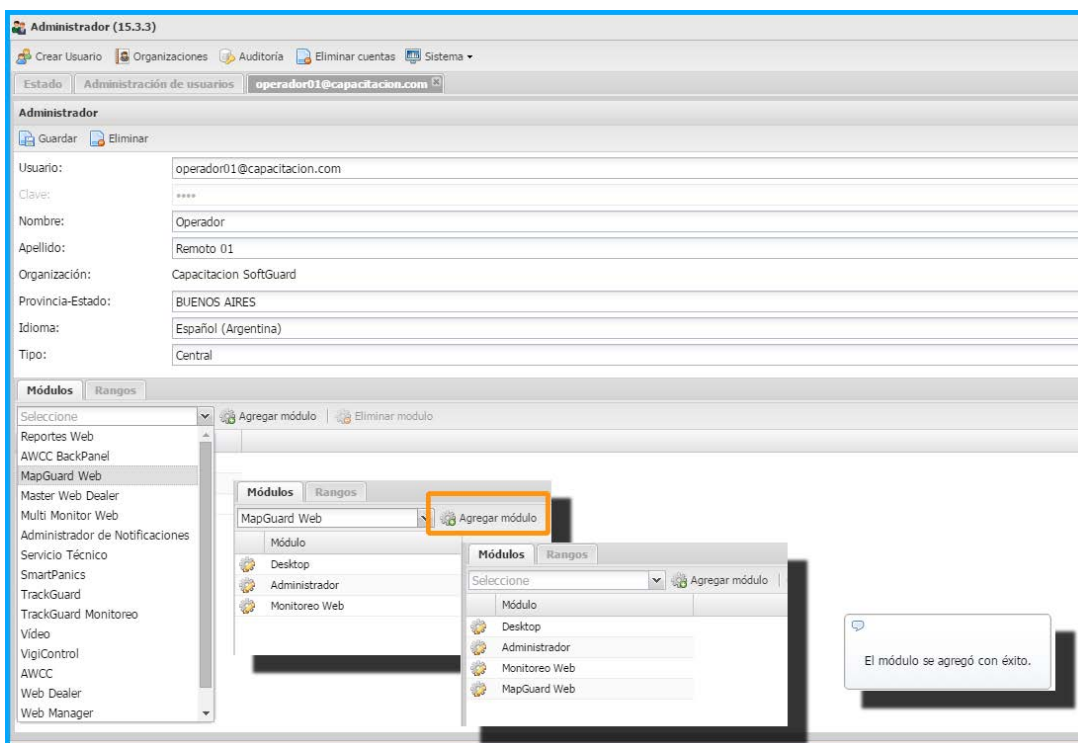 Administrador (15.3.3)
Crear Usuario Organizaciones Auditoría Eliminar cuentas Sistema
Estado Administración de usuarios operador01@capacitacion.com
Administrador
Guardar Eliminar
Usuario: operador01@capacitacion.com
Clave: ••••
Nombre: Operador
Apellido: Remoto 01
Organización: Capacitacion SoftGuard
Provincia-Estado: BUENOS AIRES
Idioma: Español (Argentina)
Tipo: Central
Módulos Rangos
Seleccione Agregar módulo Eliminar modulo
Reportes Web
AWCC BackPanel
MapGuard Web
Master Web Dealer
Multi Monitor Web
Administrador de Notificaciones
Servicio Técnico
SmartPanics
TrackGuard
TrackGuard Monitoreo
Vídeo
VigiControl
AWCC
Web Dealer
Web Manager
Módulos Rangos
MapGuard Web Agregar módulo
Módulo
Desktop
Administrador
Monitoreo Web
Módulos Rangos
Seleccione Agregar módulo
Módulo
Desktop
Administrador
Monitoreo Web
MapGuard Web
El módulo se agregó con éxito.